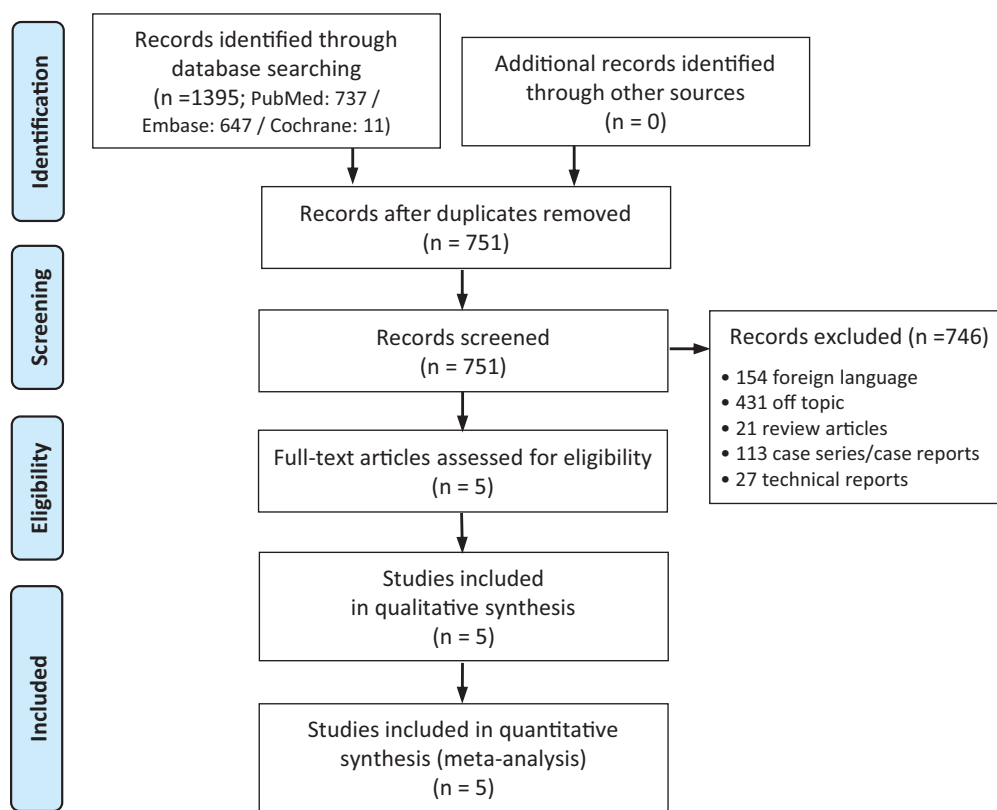 Identification
Records identified through
database searching
(n =1395; PubMed: 737 /
Embase: 647 / Cochrane: 11)
Additional records identified
through other sources
(n = 0)
Records after duplicates removed
(n = 751)
Screening
Records screened
(n = 751)
Records excluded (n =746)
• 154 foreign language
• 431 off topic
• 21 review articles
• 113 case series/case reports
• 27 technical reports
Eligibility
Full-text articles assessed for eligibility
(n = 5)
Included
Studies included
in qualitative synthesis
(n = 5)
Studies included in quantitative
synthesis (meta-analysis)
(n = 5)